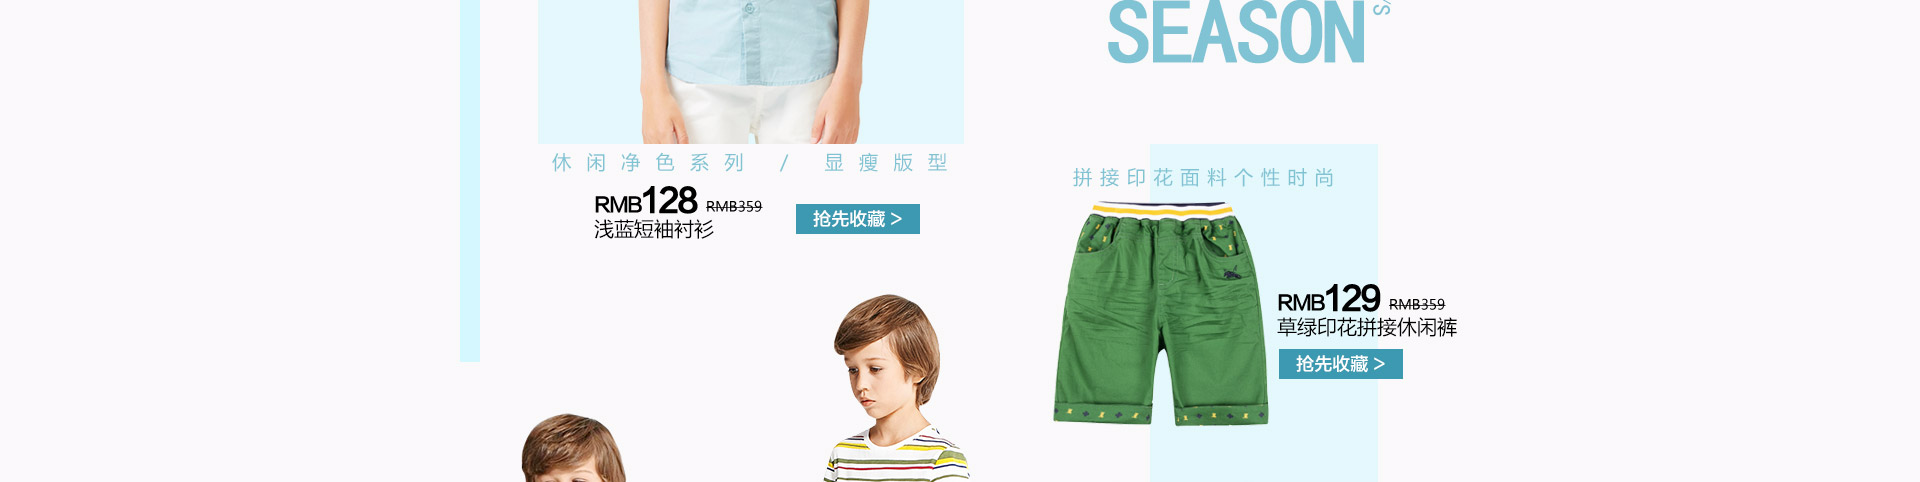 SEASON
休闲净色系列 / 显瘦版型
RMB128 RMB359
浅蓝短袖衬衫
抢先收藏 >
拼接印花面料个性时尚
RMB129 RMB359
草绿印花拼接休闲裤
抢先收藏 >